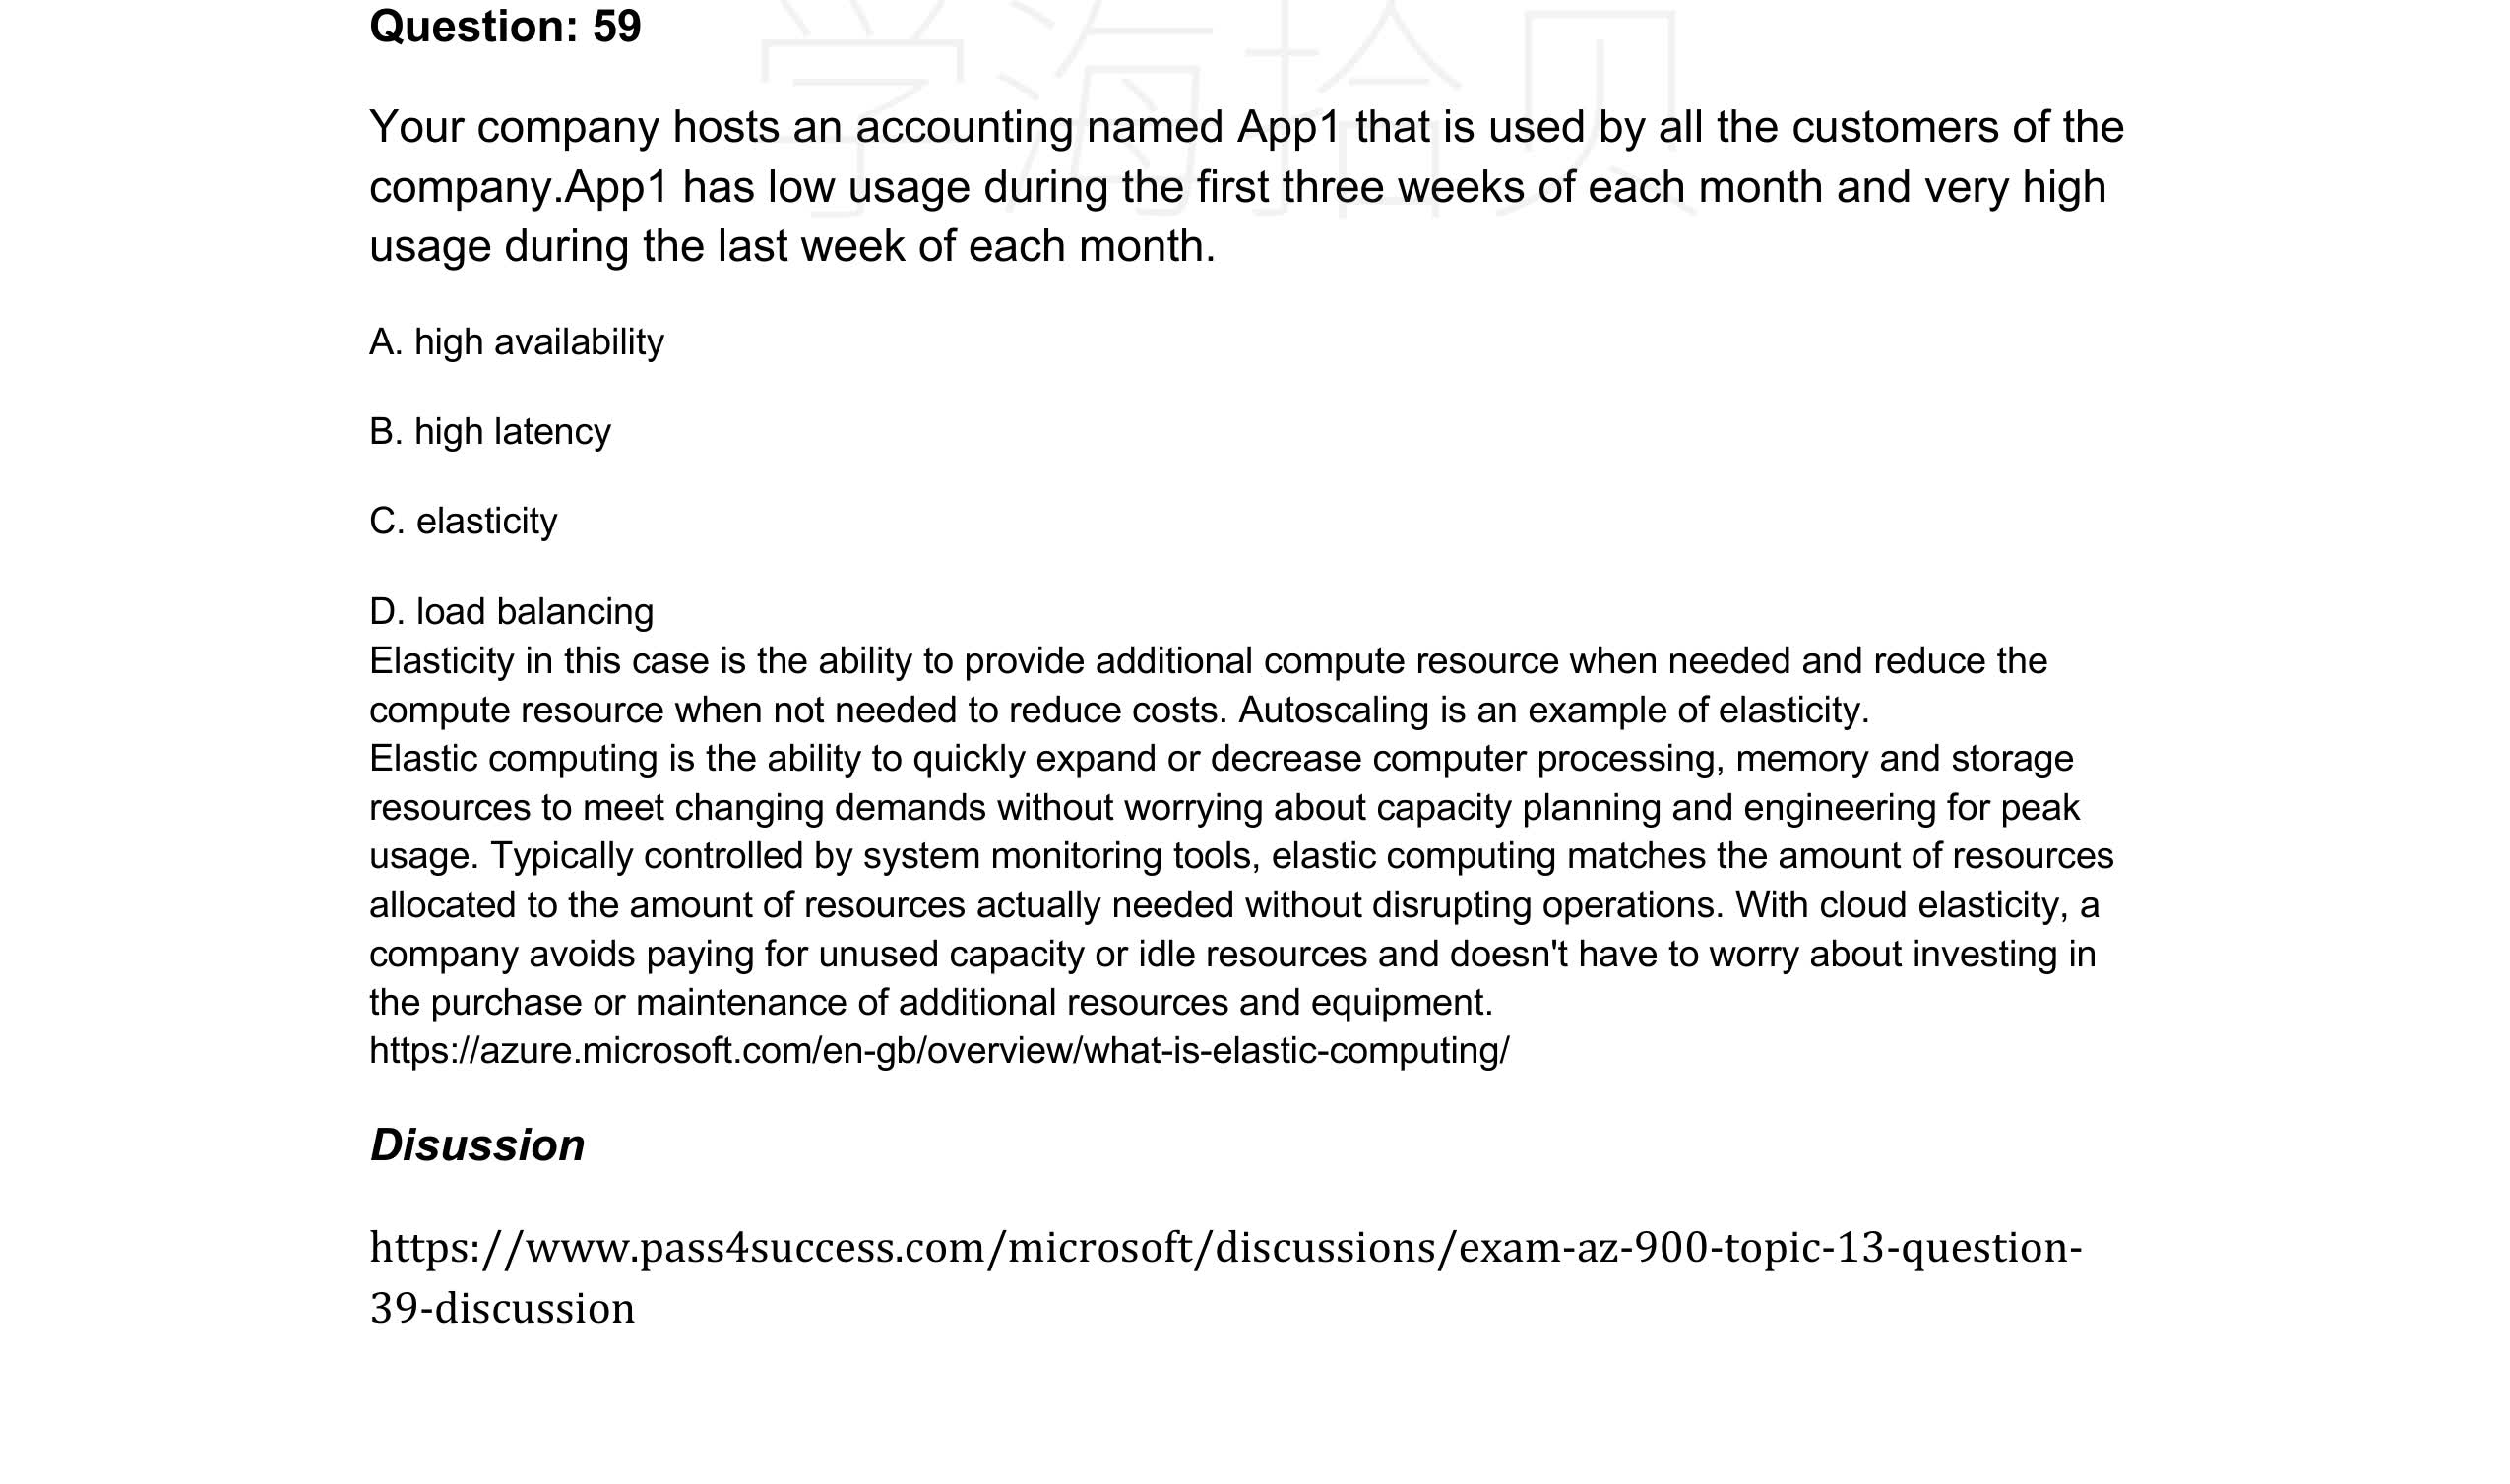 Question: 59
学海拾贝
Your company hosts an accounting named App1 that is used by all the customers of the
company.App1 has low usage during the first three weeks of each month and very high
usage during the last week of each month.
A. high availability
B. high latency
C. elasticity
D. load balancing
Elasticity in this case is the ability to provide additional compute resource when needed and reduce the
compute resource when not needed to reduce costs. Autoscaling is an example of elasticity.
Elastic computing is the ability to quickly expand or decrease computer processing, memory and storage
resources to meet changing demands without worrying about capacity planning and engineering for peak
usage. Typically controlled by system monitoring tools, elastic computing matches the amount of resources
allocated to the amount of resources actually needed without disrupting operations. With cloud elasticity, a
company avoids paying for unused capacity or idle resources and doesn't have to worry about investing in
the purchase or maintenance of additional resources and equipment.
https://azure.microsoft.com/en-gb/overview/what-is-elastic-computing/
Disussion
https://www.pass4success.com/microsoft/discussions/exam-az-900-topic-13-question-
39-discussion